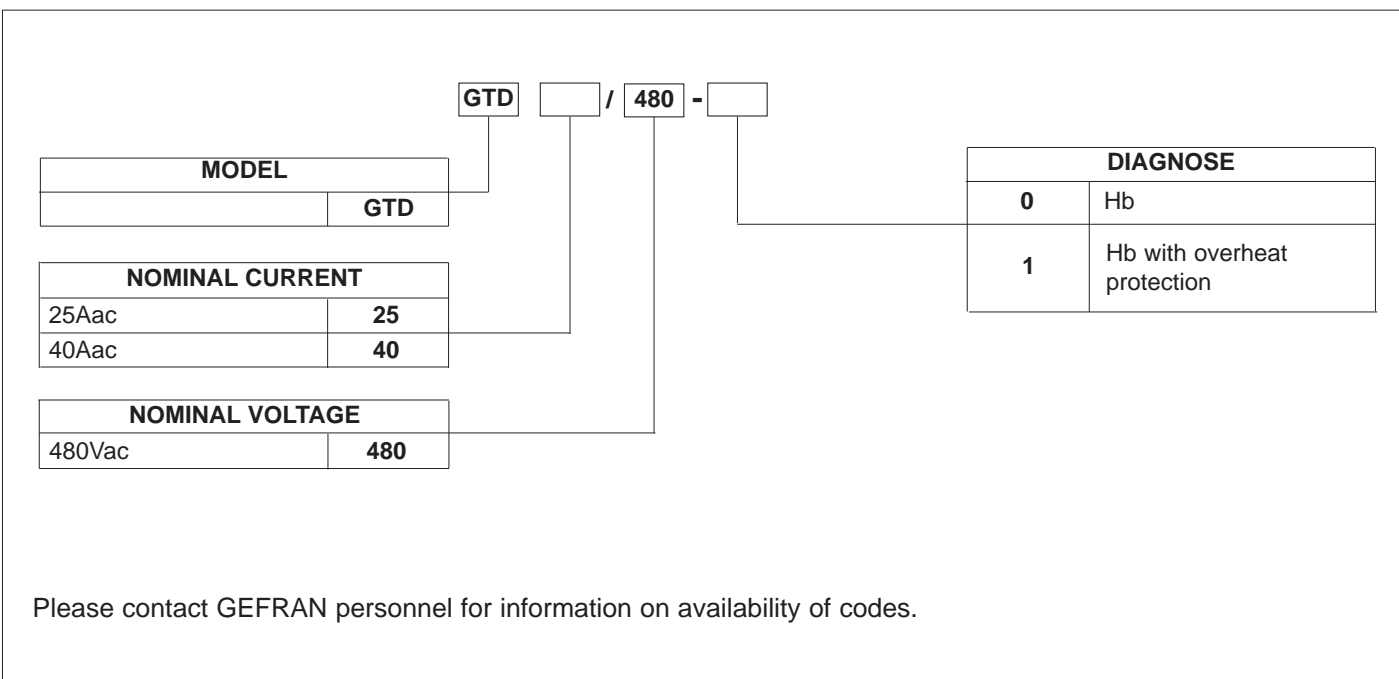 GTD / 480 -
MODEL
GTD
NOMINAL CURRENT
25Aac 25
40Aac 40
NOMINAL VOLTAGE
480Vac 480
DIAGNOSE
0 Hb
1 Hb with overheat
protection
Please contact GEFRAN personnel for information on availability of codes.